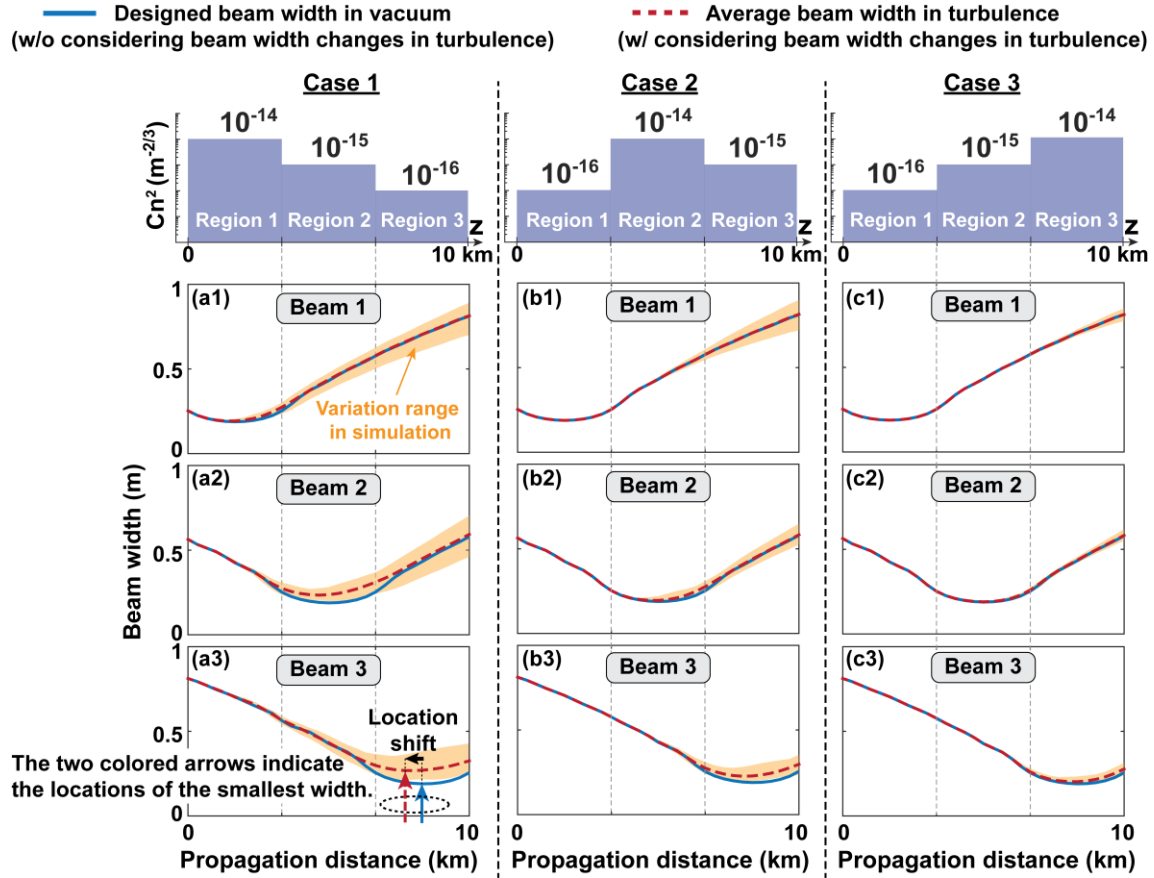 Designed beam width in vacuum
(w/o considering beam width changes in turbulence)
Average beam width in turbulence
(w/ considering beam width changes in turbulence)
Case 1
Case 2
Case 3
Cn² (m⁻²/³)
10⁻¹⁴
10⁻¹⁵
10⁻¹⁶
Region 1
Region 2
Region 3
z
0
10 km
10⁻¹⁶
10⁻¹⁴
10⁻¹⁵
Region 1
Region 2
Region 3
z
0
10 km
10⁻¹⁶
10⁻¹⁵
10⁻¹⁴
Region 1
Region 2
Region 3
z
0
10 km
Beam width (m)
1
0.5
0
(a1)
Beam 1
Variation range
in simulation
(b1)
Beam 1
(c1)
Beam 1
1
0.5
0
(a2)
Beam 2
(b2)
Beam 2
(c2)
Beam 2
1
0.5
0
(a3)
Beam 3
Location
shift
The two colored arrows indicate
the locations of the smallest width.
(b3)
Beam 3
(c3)
Beam 3
0
10
0
10
0
10
Propagation distance (km)
Propagation distance (km)
Propagation distance (km)